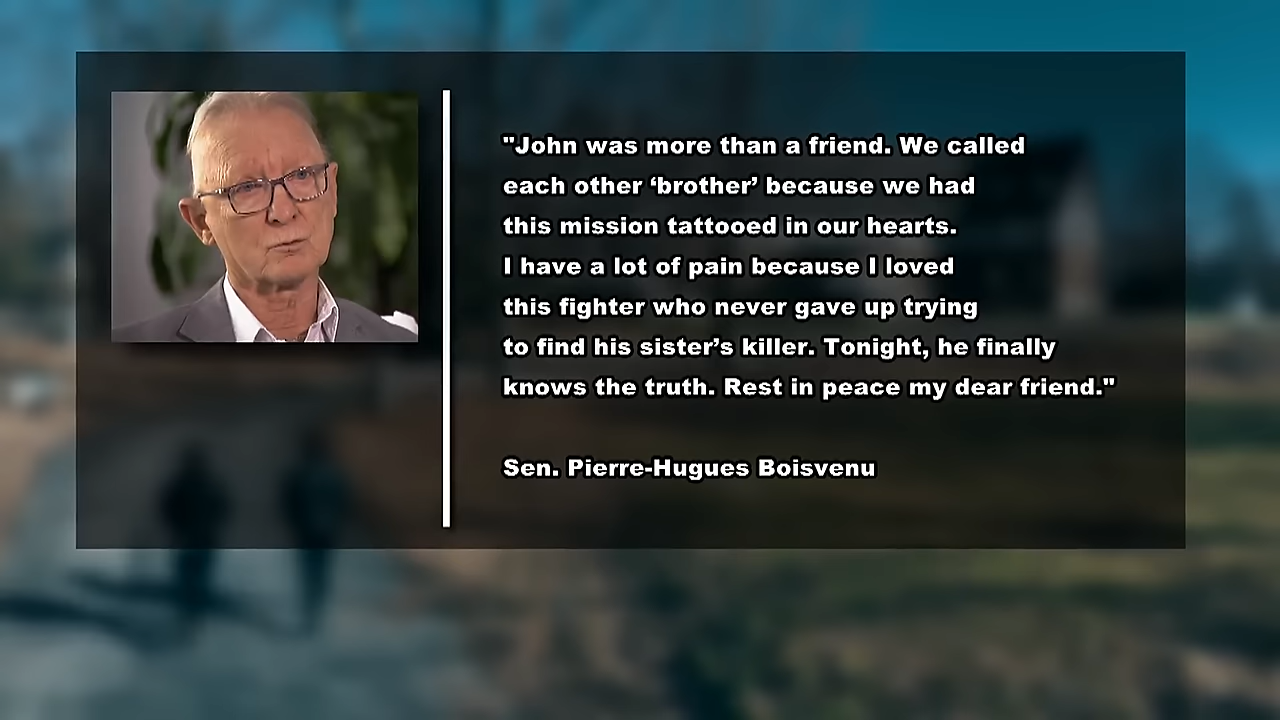 "John was more than a friend. We called
each other ‘brother’ because we had
this mission tattooed in our hearts.
I have a lot of pain because I loved
this fighter who never gave up trying
to find his sister’s killer. Tonight, he finally
knows the truth. Rest in peace my dear friend."
Sen. Pierre-Hugues Boisvenu